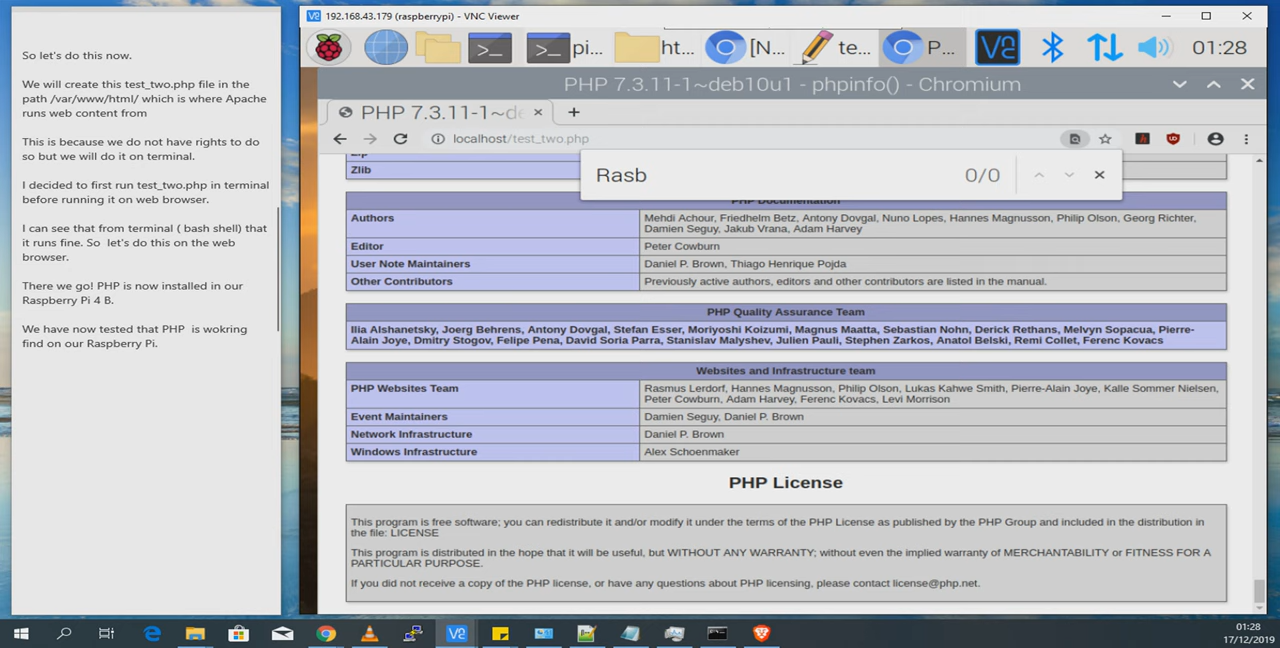 So let's do this now.
We will create this test_two.php file in the
path /var/www/html/ which is where Apache
runs web content from
This is because we do not have rights to do
so but we will do it on terminal.
I decided to first run test_two.php in terminal
before running it on web browser.
I can see that from terminal ( bash shell) that
it runs fine. So  let's do this on the web
browser.
There we go! PHP is now installed in our
Raspberry Pi 4 B.
We have now tested that PHP  is wokring
find on our Raspberry Pi.
192.168.43.179 (raspberrypi) - VNC Viewer
pi... ht... [N... te... P... 01:28
PHP 7.3.11-1~deb10u1 - phpinfo() - Chromium
PHP 7.3.11-1~de
localhost/test_two.php
Rasb 0/0
Zlib
PHP Documentation
Authors Mehdi Achour, Friedhelm Betz, Antony Dovgal, Nuno Lopes, Hannes Magnusson, Philip Olson, Georg Richter,
Damien Seguy, Jakub Vrana, Adam Harvey
Editor Peter Cowburn
User Note Maintainers Daniel P. Brown, Thiago Henrique Pojda
Other Contributors Previously active authors, editors and other contributors are listed in the manual.
PHP Quality Assurance Team
Ilia Alshanetsky, Joerg Behrens, Antony Dovgal, Stefan Esser, Moriyoshi Koizumi, Magnus Maatta, Sebastian Nohn, Derick Rethans, Melvyn Sopacua, Pierre-
Alain Joye, Dmitry Stogov, Felipe Pena, David Soria Parra, Stanislav Malyshev, Julien Pauli, Stephen Zarkos, Anatol Belski, Remi Collet, Ferenc Kovacs
Websites and Infrastructure team
PHP Websites Team Rasmus Lerdorf, Hannes Magnusson, Philip Olson, Lukas Kahwe Smith, Pierre-Alain Joye, Kalle Sommer Nielsen,
Peter Cowburn, Adam Harvey, Ferenc Kovacs, Levi Morrison
Event Maintainers Damien Seguy, Daniel P. Brown
Network Infrastructure Daniel P. Brown
Windows Infrastructure Alex Schoenmaker
PHP License
This program is free software; you can redistribute it and/or modify it under the terms of the PHP License as published by the PHP Group and included in the distribution in
the file: LICENSE
This program is distributed in the hope that it will be useful, but WITHOUT ANY WARRANTY; without even the implied warranty of MERCHANTABILITY or FITNESS FOR A
PARTICULAR PURPOSE.
If you did not receive a copy of the PHP license, or have any questions about PHP licensing, please contact license@php.net.
01:28
17/12/2019